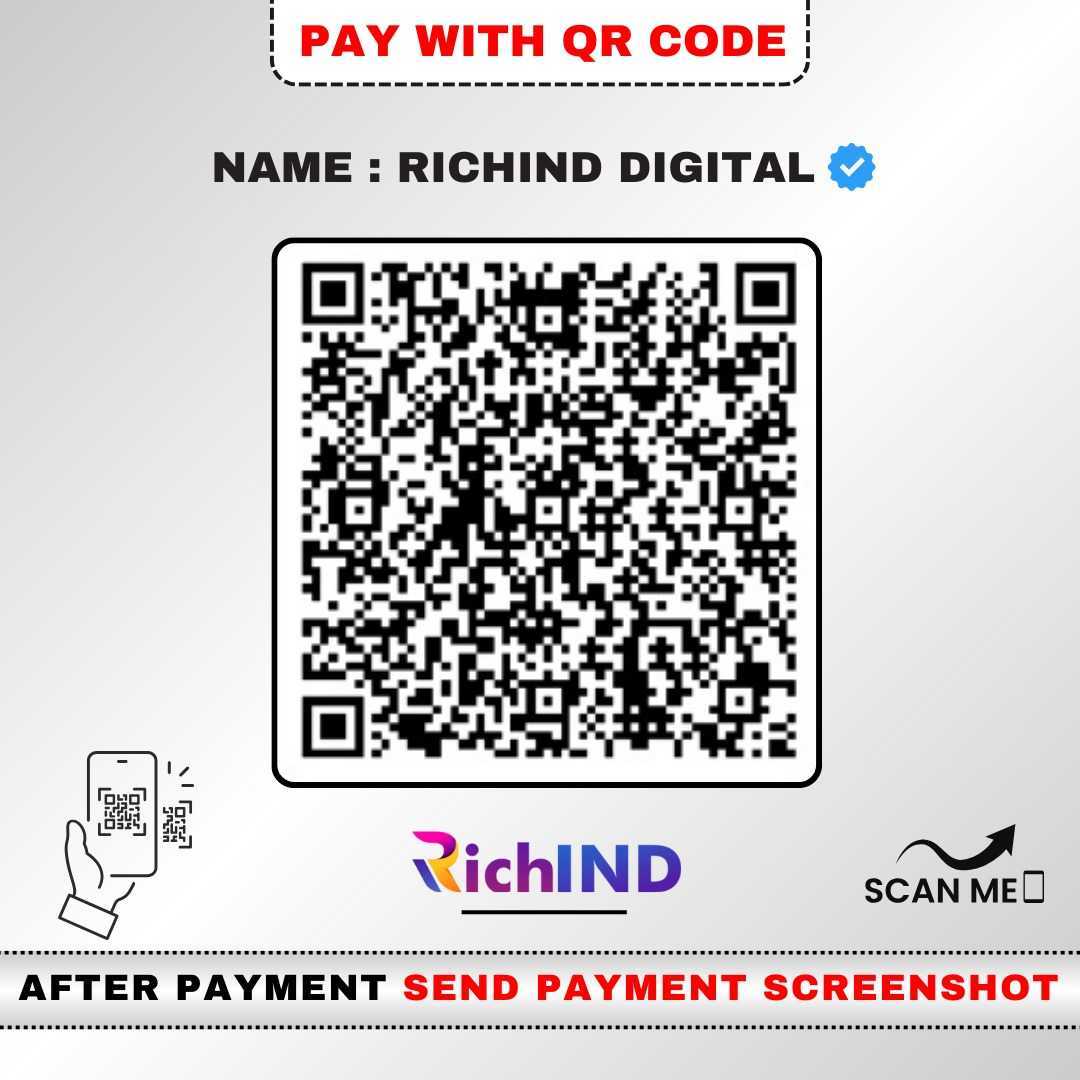 PAY WITH QR CODE
NAME : RICHIND DIGITAL
RichIND
SCAN ME
AFTER PAYMENT SEND PAYMENT SCREENSHOT